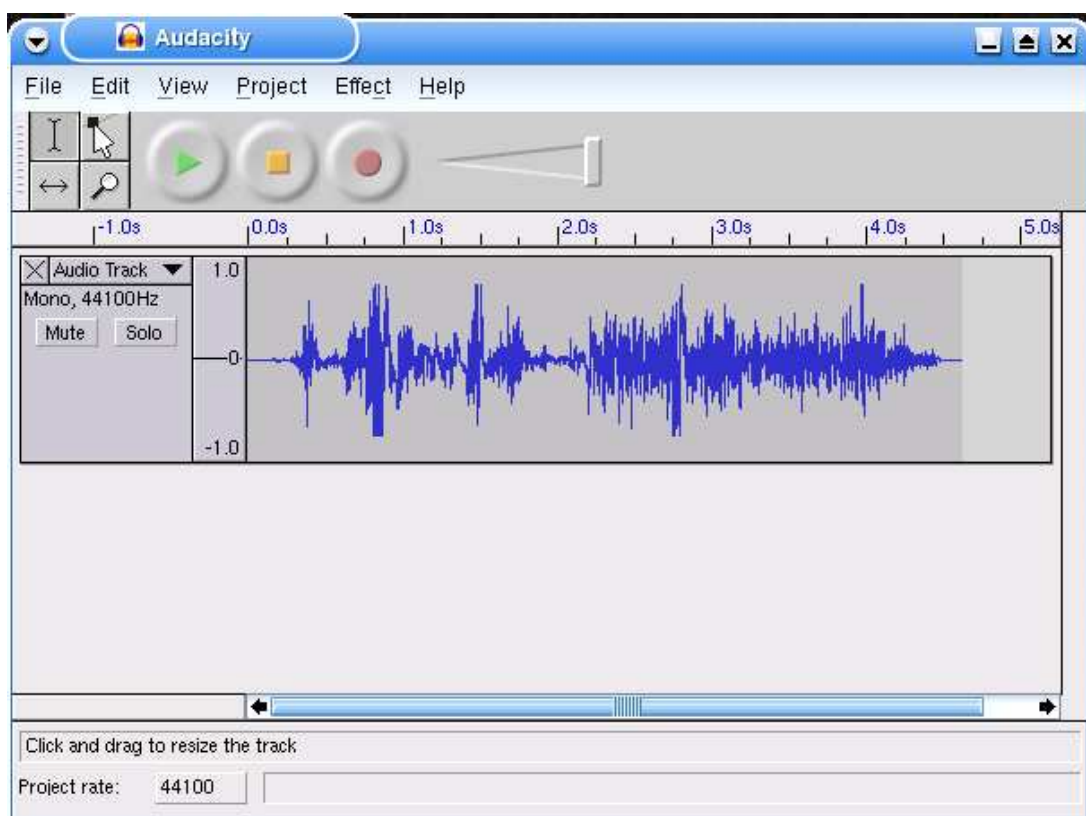 Audacity
File Edit View Project Effect Help
-1.0s 0.0s 1.0s 2.0s 3.0s 4.0s 5.0s
Audio Track 1.0
Mono, 44100Hz
Mute Solo
0
-1.0
Click and drag to resize the track
Project rate: 44100